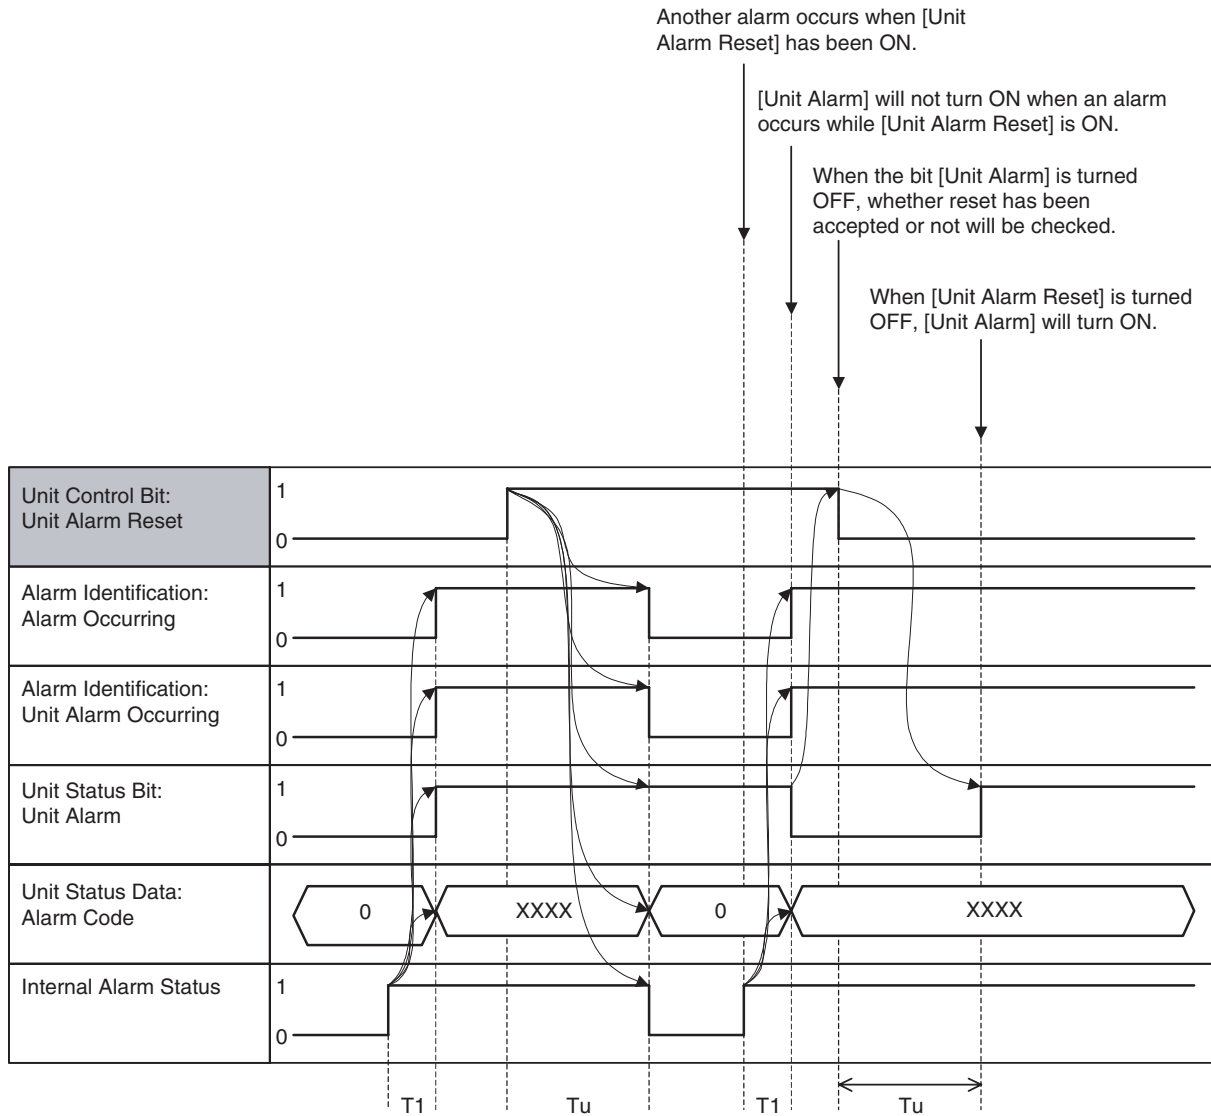 Another alarm occurs when [Unit
Alarm Reset] has been ON.
[Unit Alarm] will not turn ON when an alarm
occurs while [Unit Alarm Reset] is ON.
When the bit [Unit Alarm] is turned
OFF, whether reset has been
accepted or not will be checked.
When [Unit Alarm Reset] is turned
OFF, [Unit Alarm] will turn ON.
Unit Control Bit:
Unit Alarm Reset
1
0
Alarm Identification:
Alarm Occurring
1
0
Alarm Identification:
Unit Alarm Occurring
1
0
Unit Status Bit:
Unit Alarm
1
0
Unit Status Data:
Alarm Code
0
XXXX
0
XXXX
Internal Alarm Status
1
0
T1
Tu
T1
Tu